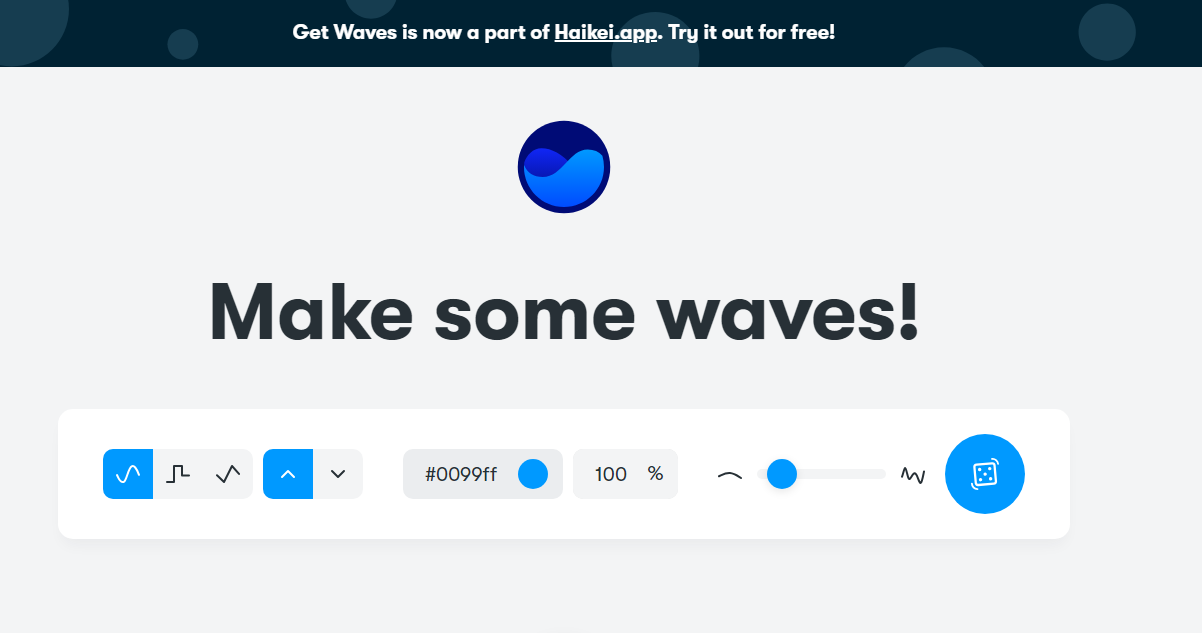 Get Waves is now a part of Haikei.app. Try it out for free!
Make some waves!
#0099ff 100 %